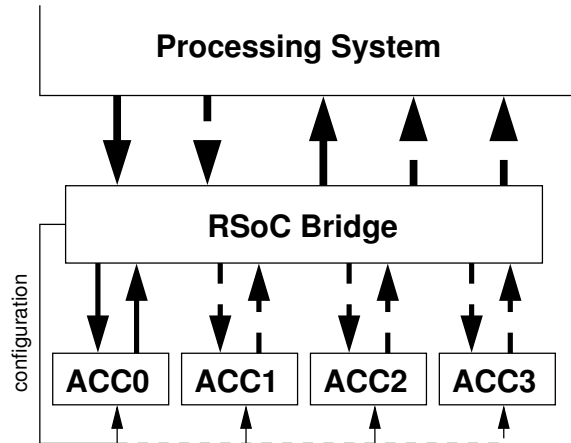 Processing System
RSoC Bridge
configuration
ACC0
ACC1
ACC2
ACC3